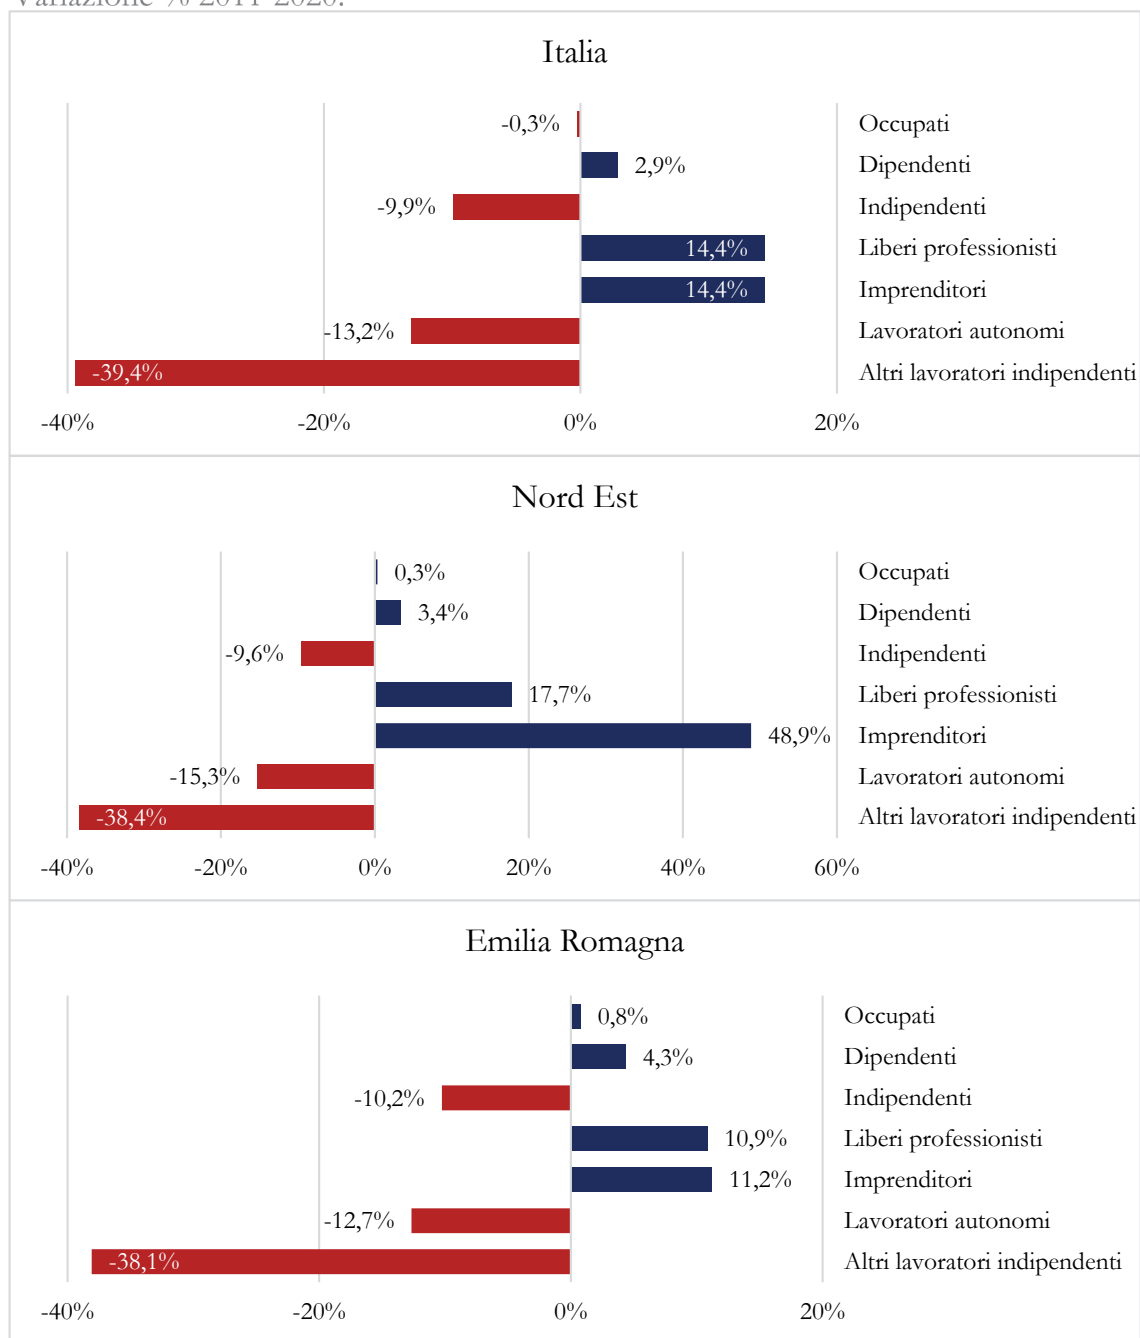 Variazione % 2011-2020.
Italia
-0,3% Occupati
2,9% Dipendenti
-9,9% Indipendenti
14,4% Liberi professionisti
14,4% Imprenditori
-13,2% Lavoratori autonomi
-39,4% Altri lavoratori indipendenti
-40% -20% 0% 20%
Nord Est
0,3% Occupati
3,4% Dipendenti
-9,6% Indipendenti
17,7% Liberi professionisti
48,9% Imprenditori
-15,3% Lavoratori autonomi
-38,4% Altri lavoratori indipendenti
-40% -20% 0% 20% 40% 60%
Emilia Romagna
0,8% Occupati
4,3% Dipendenti
-10,2% Indipendenti
10,9% Liberi professionisti
11,2% Imprenditori
-12,7% Lavoratori autonomi
-38,1% Altri lavoratori indipendenti
-40% -20% 0% 20%